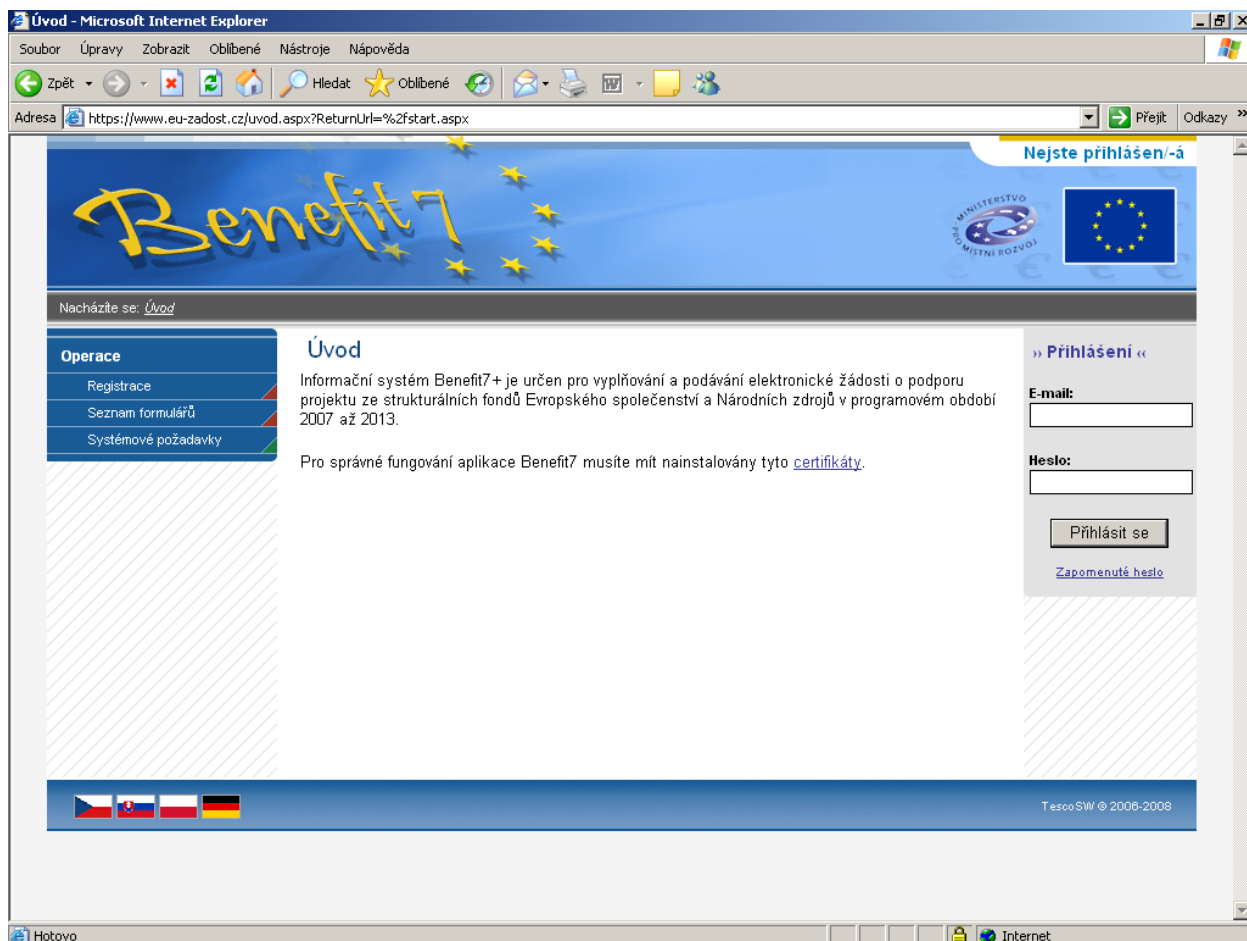 Úvod - Microsoft Internet Explorer
Soubor Úpravy Zobrazit Oblíbené Nástroje Nápověda
Zpět Hledat Oblíbené
Adresa https://www.eu-zadost.cz/uvod.aspx?ReturnUrl=%2fstart.aspx Přejít Odkazy »
Nejste přihlášen/-á
Benefit7
MINISTERSTVO PRO MÍSTNÍ ROZVOJ
Nacházíte se: Úvod
Operace
Registrace
Seznam formulářů
Systémové požadavky
Úvod
Informační systém Benefit7+ je určen pro vyplňování a podávání elektronické žádosti o podporu
projektu ze strukturálních fondů Evropského společenství a Národních zdrojů v programovém období
2007 až 2013.
Pro správné fungování aplikace Benefit7 musíte mít nainstalovány tyto certifikáty.
›› Přihlášení ‹‹
E-mail:
Heslo:
Přihlásit se
Zapomenuté heslo
TescoSW © 2006-2008
Hotovo Internet